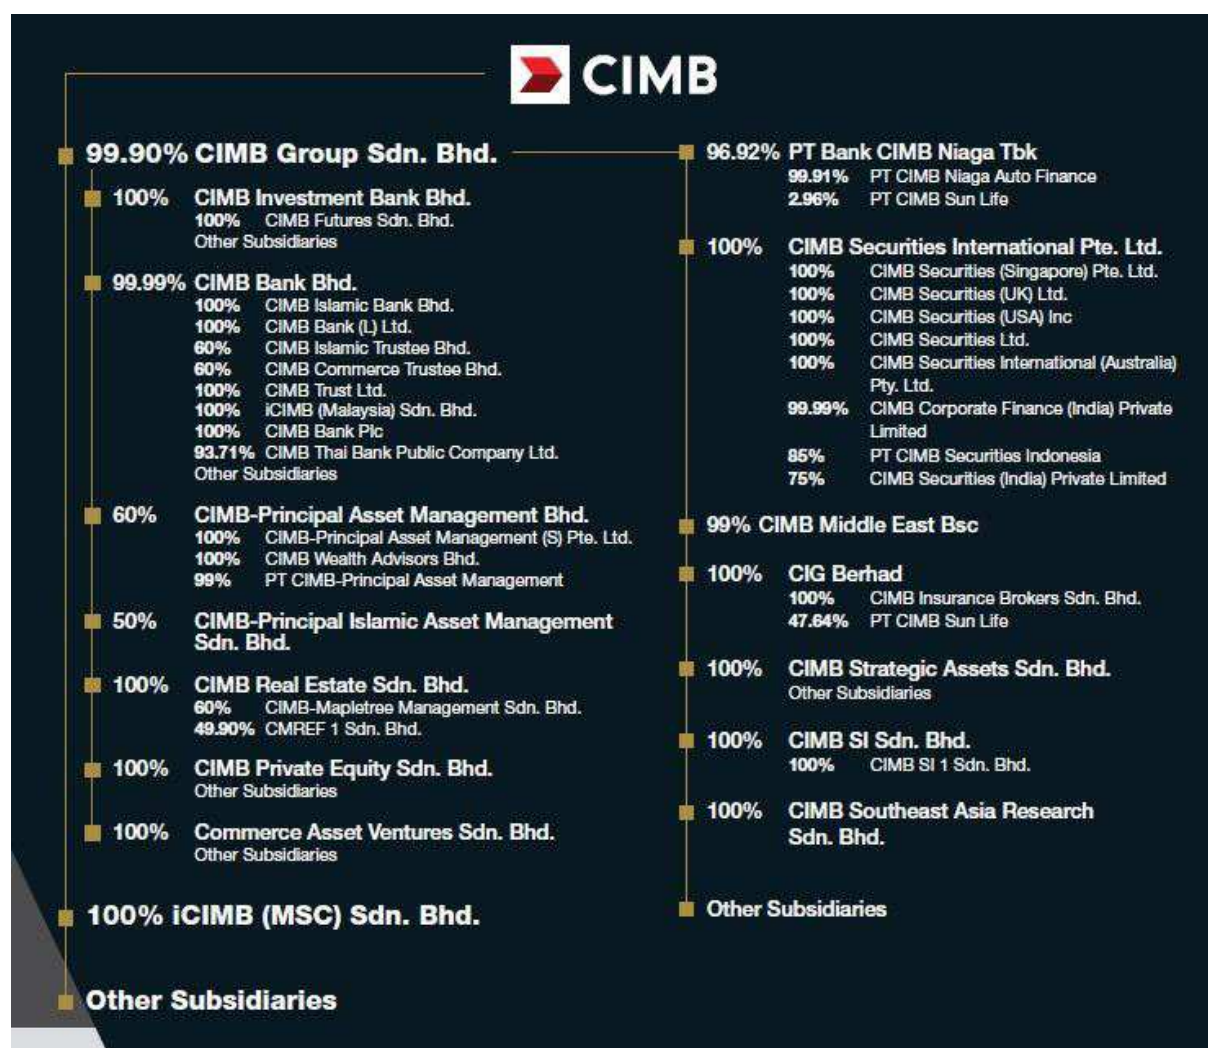 CIMB
99.90% CIMB Group Sdn. Bhd.
100% CIMB Investment Bank Bhd.
100% CIMB Futures Sdn. Bhd.
Other Subsidiaries
99.99% CIMB Bank Bhd.
100% CIMB Islamic Bank Bhd.
100% CIMB Bank (L) Ltd.
60% CIMB Islamic Trustee Bhd.
60% CIMB Commerce Trustee Bhd.
100% CIMB Trust Ltd.
100% iCIMB (Malaysia) Sdn. Bhd.
100% CIMB Bank Plc
93.71% CIMB Thai Bank Public Company Ltd.
Other Subsidiaries
60% CIMB-Principal Asset Management Bhd.
100% CIMB-Principal Asset Management (S) Pte. Ltd.
100% CIMB Wealth Advisors Bhd.
99% PT CIMB-Principal Asset Management
50% CIMB-Principal Islamic Asset Management
Sdn. Bhd.
100% CIMB Real Estate Sdn. Bhd.
60% CIMB-Mapletree Management Sdn. Bhd.
49.90% CMREF 1 Sdn. Bhd.
100% CIMB Private Equity Sdn. Bhd.
Other Subsidiaries
100% Commerce Asset Ventures Sdn. Bhd.
Other Subsidiaries
100% iCIMB (MSC) Sdn. Bhd.
Other Subsidiaries
96.92% PT Bank CIMB Niaga Tbk
99.91% PT CIMB Niaga Auto Finance
2.96% PT CIMB Sun Life
100% CIMB Securities International Pte. Ltd.
100% CIMB Securities (Singapore) Pte. Ltd.
100% CIMB Securities (UK) Ltd.
100% CIMB Securities (USA) Inc
100% CIMB Securities Ltd.
100% CIMB Securities International (Australia)
Pty. Ltd.
99.99% CIMB Corporate Finance (India) Private
Limited
85% PT CIMB Securities Indonesia
75% CIMB Securities (India) Private Limited
99% CIMB Middle East Bsc
100% CIG Berhad
100% CIMB Insurance Brokers Sdn. Bhd.
47.64% PT CIMB Sun Life
100% CIMB Strategic Assets Sdn. Bhd.
Other Subsidiaries
100% CIMB SI Sdn. Bhd.
100% CIMB SI 1 Sdn. Bhd.
100% CIMB Southeast Asia Research
Sdn. Bhd.
Other Subsidiaries